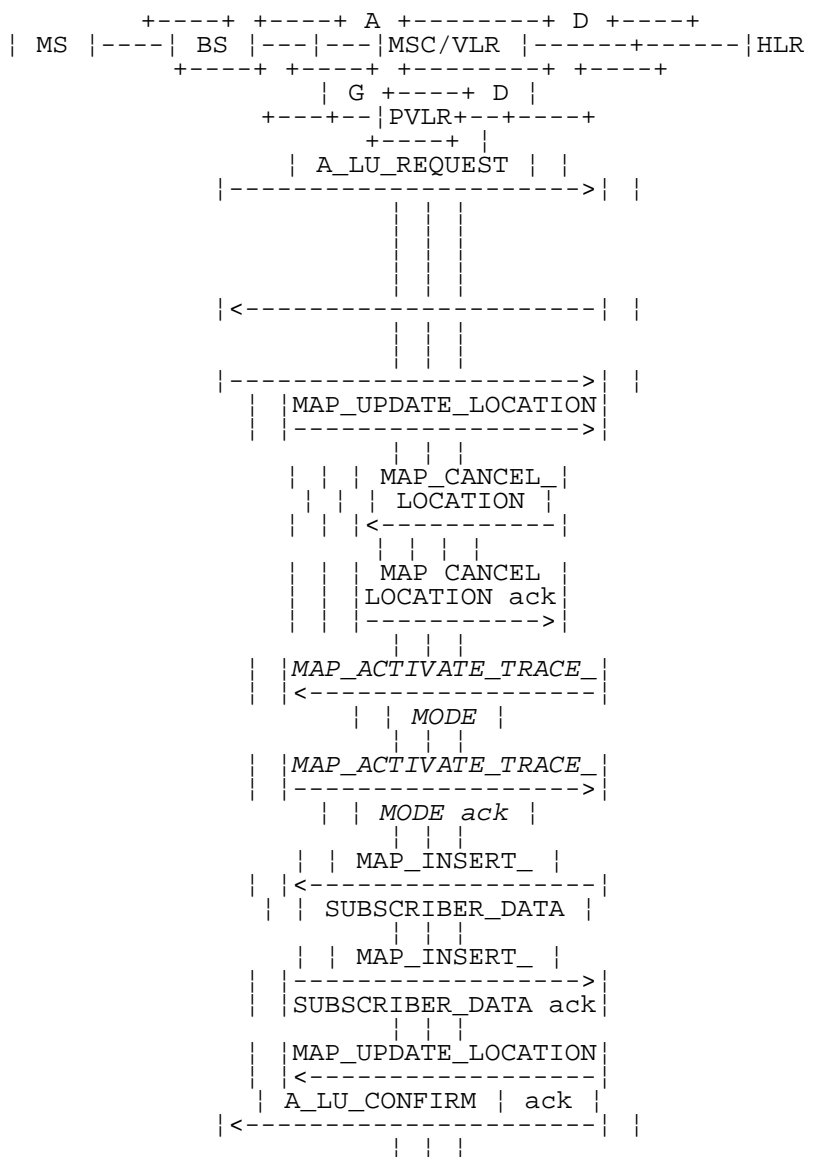 +----+ +----+ A +--------+ D +----+
¦ MS ¦----¦ BS ¦---¦---¦MSC/VLR ¦------+------¦HLR
+----+ +----+ +--------+ +----+
¦ G +----+ D ¦
+---+--¦PVLR+--+----+
+----+ ¦
¦ A_LU_REQUEST ¦ ¦
¦---------------------->¦ ¦
¦ ¦ ¦
¦ ¦ ¦
¦ ¦ ¦
¦ ¦ ¦
¦<----------------------¦ ¦
¦ ¦ ¦
¦ ¦ ¦
¦---------------------->¦ ¦
¦ ¦MAP_UPDATE_LOCATION¦
¦ ¦------------------>¦
¦ ¦ ¦
¦ ¦ ¦ MAP_CANCEL_¦
¦ ¦ ¦ LOCATION ¦
¦ ¦ ¦<-----------¦
¦ ¦ ¦ ¦
¦ ¦ ¦ MAP CANCEL ¦
¦ ¦ ¦LOCATION ack¦
¦ ¦ ¦----------->¦
¦ ¦ ¦
¦ ¦MAP_ACTIVATE_TRACE_¦
¦ ¦<------------------¦
¦ ¦ MODE ¦
¦ ¦ ¦
¦ ¦MAP_ACTIVATE_TRACE_¦
¦ ¦------------------>¦
¦ ¦ MODE ack ¦
¦ ¦ ¦
¦ ¦ MAP_INSERT_ ¦
¦ ¦<------------------¦
¦ ¦ SUBSCRIBER_DATA ¦
¦ ¦ ¦
¦ ¦ MAP_INSERT_ ¦
¦ ¦------------------>¦
¦ ¦SUBSCRIBER_DATA ack¦
¦ ¦ ¦
¦ ¦MAP_UPDATE_LOCATION¦
¦ ¦<------------------¦
¦ A_LU_CONFIRM ¦ ack ¦
¦<----------------------¦ ¦
¦ ¦ ¦